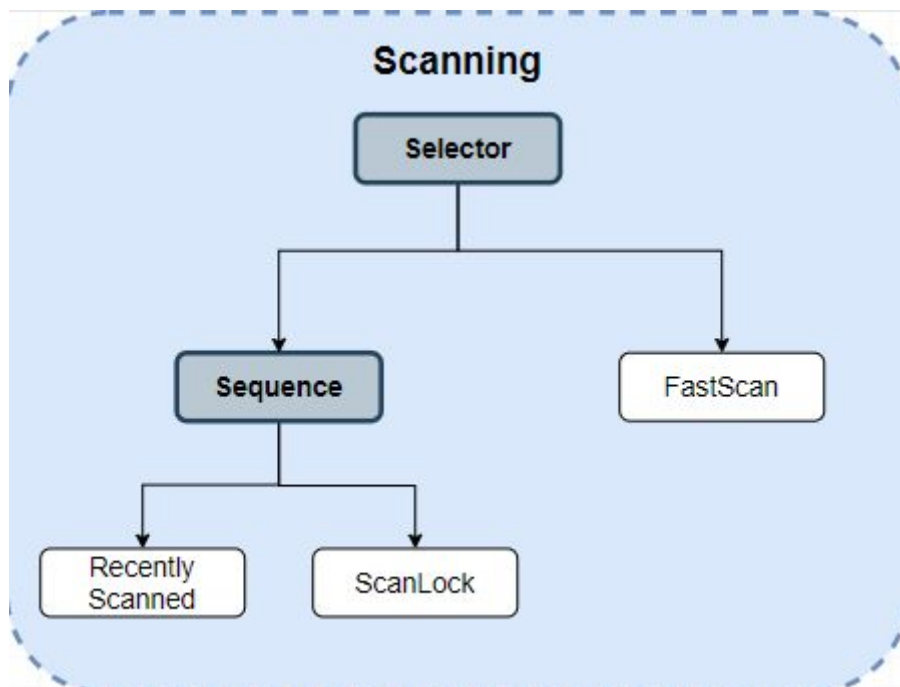 Scanning
Selector
Sequence
FastScan
Recently
Scanned
ScanLock